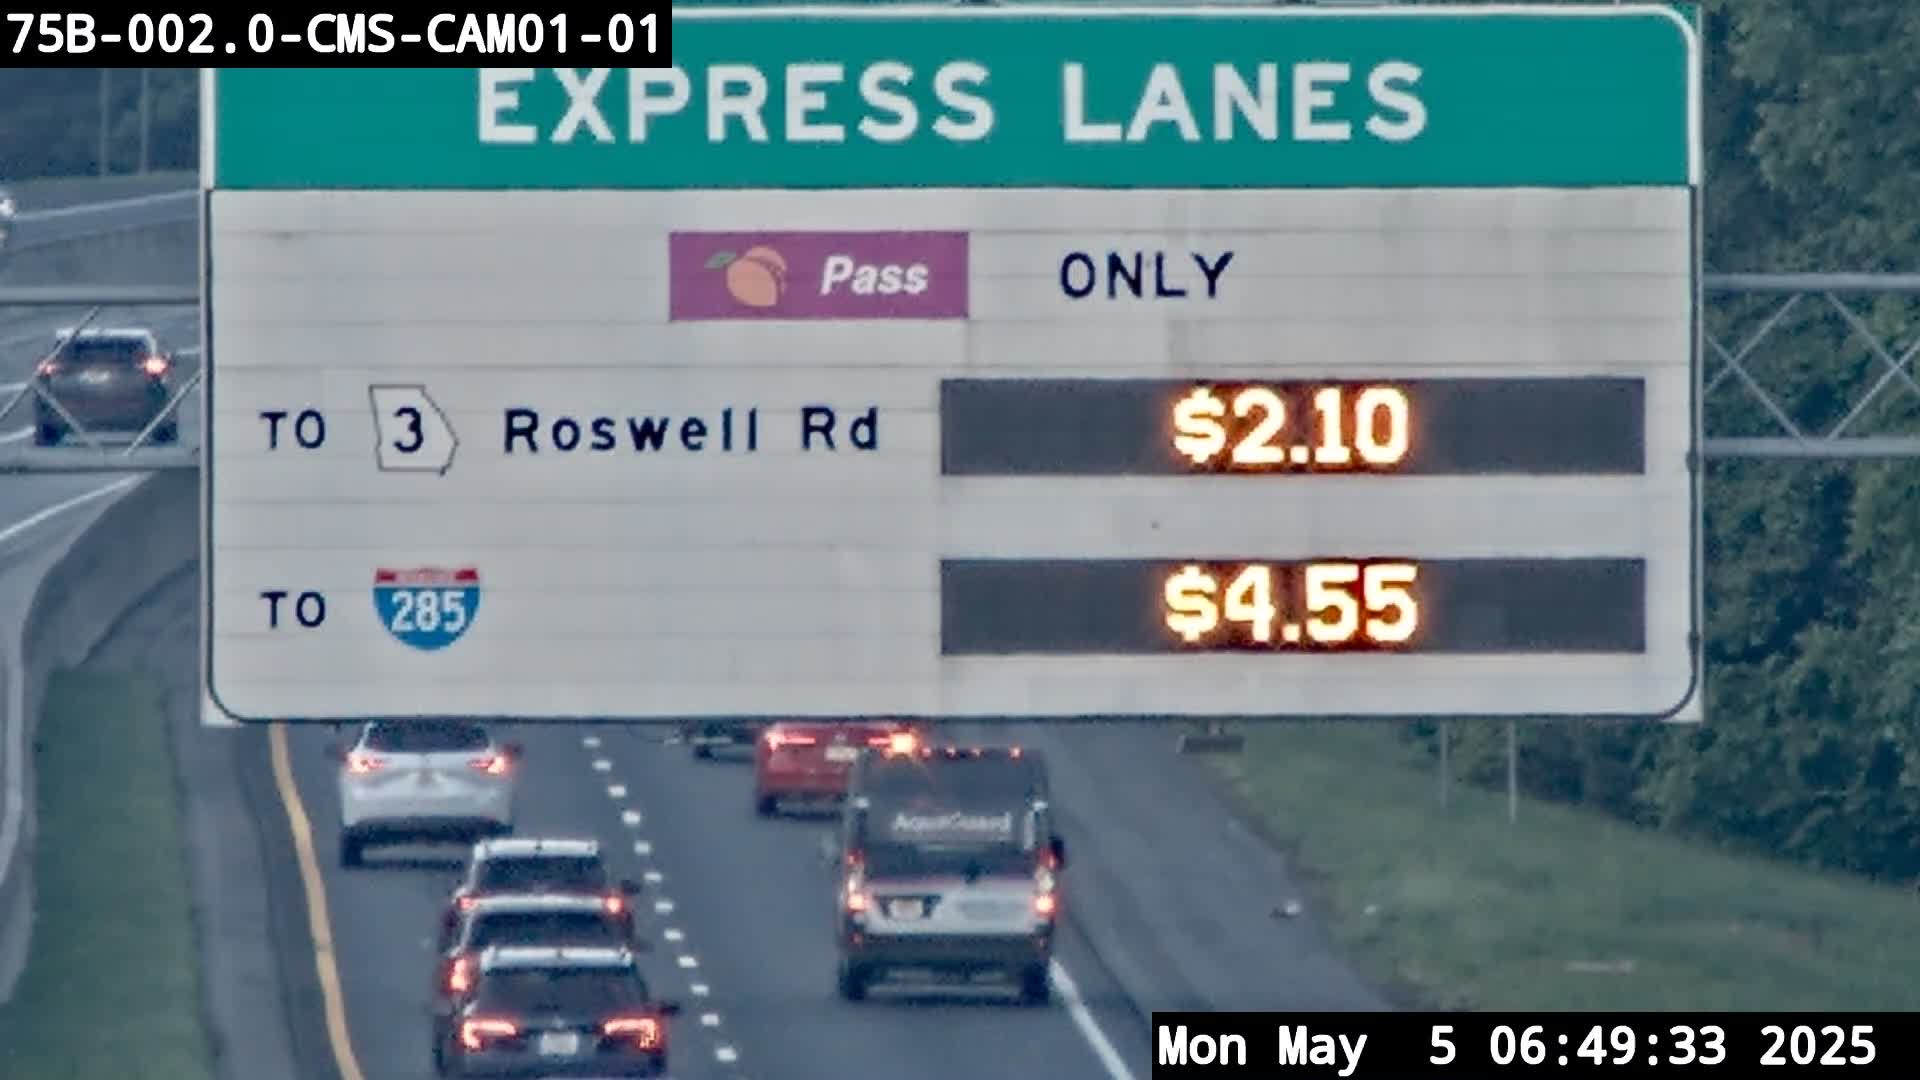 75B-002.0-CMS-CAM01-01
EXPRESS LANES
Pass ONLY
TO 3 Roswell Rd $2.10
TO 285 $4.55
AquaGuard
Mon May 5 06:49:33 2025